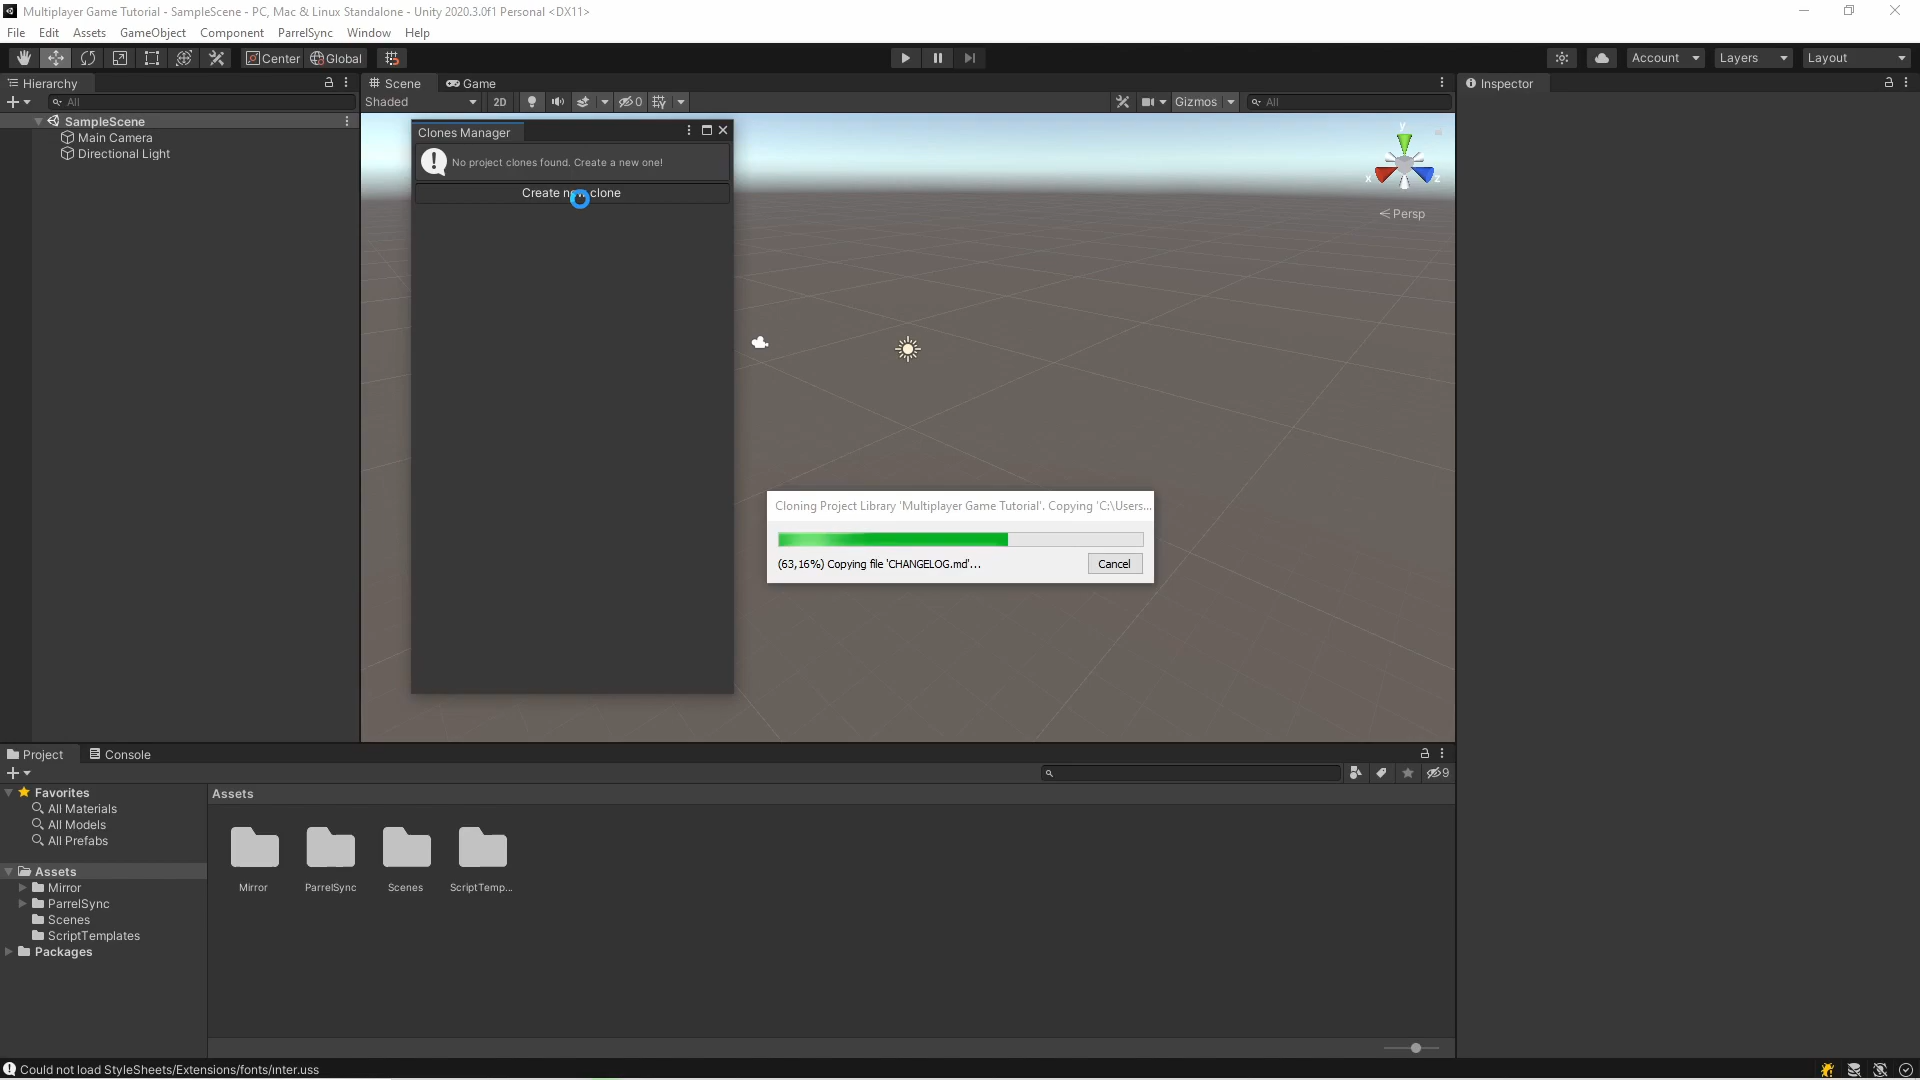 Multiplayer Game Tutorial - SampleScene - PC, Mac & Linux Standalone - Unity 2020.3.0f1 Personal <DX11>
File Edit Assets GameObject Component ParrelSync Window Help
Center Global Account Layers Layout
Hierarchy
All
SampleScene
Main Camera
Directional Light
Scene Game
Shaded 2D 0 Gizmos All
Clones Manager
No project clones found. Create a new one!
Create new clone
y
x z
Persp
Cloning Project Library 'Multiplayer Game Tutorial'. Copying 'C:\Users...
(63,16%) Copying file 'CHANGELOG.md'...
Cancel
Inspector
Project Console
9
Favorites
All Materials
All Models
All Prefabs
Assets
Mirror
ParrelSync
Scenes
ScriptTemplates
Packages
Assets
Mirror ParrelSync Scenes ScriptTemp...
Could not load StyleSheets/Extensions/fonts/inter.uss